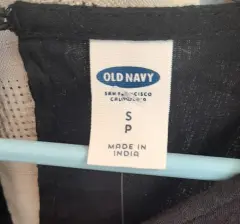 OLD NAVY
SAN FRANCISCO
CALIFORNIA
S
P
MADE IN
INDIA